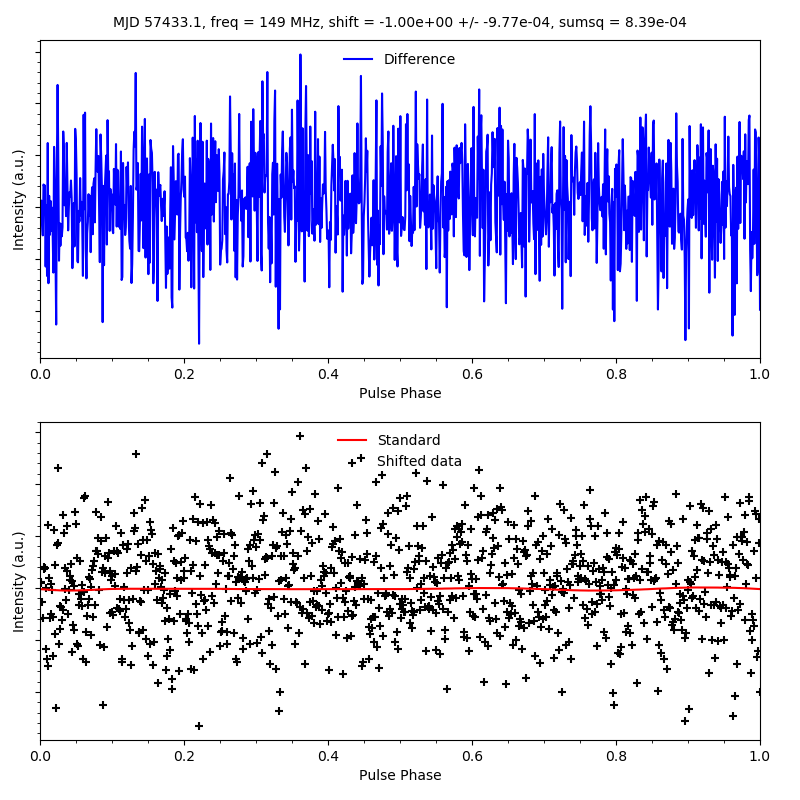 MJD 57433.1, freq = 149 MHz, shift = -1.00e+00 +/- -9.77e-04, sumsq = 8.39e-04
Difference
Intensity (a.u.)
0.0 0.2 0.4 0.6 0.8 1.0
Pulse Phase
Standard
Shifted data
Intensity (a.u.)
0.0 0.2 0.4 0.6 0.8 1.0
Pulse Phase